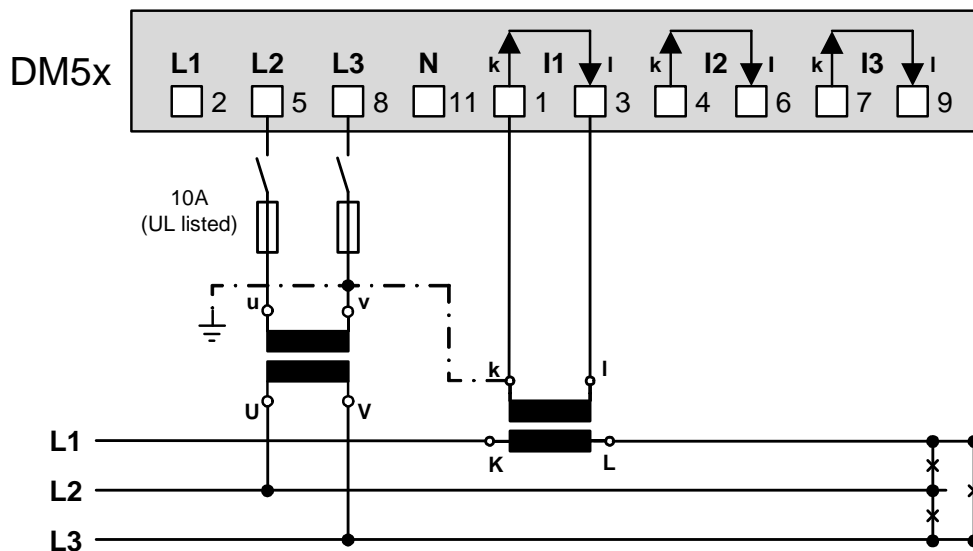 DM5x
L1 L2 L3 N k I1 l k I2 l k I3 l
2 5 8 11 1 3 4 6 7 9
10A
(UL listed)
u v
k l
U V
L1
K L
L2
L3